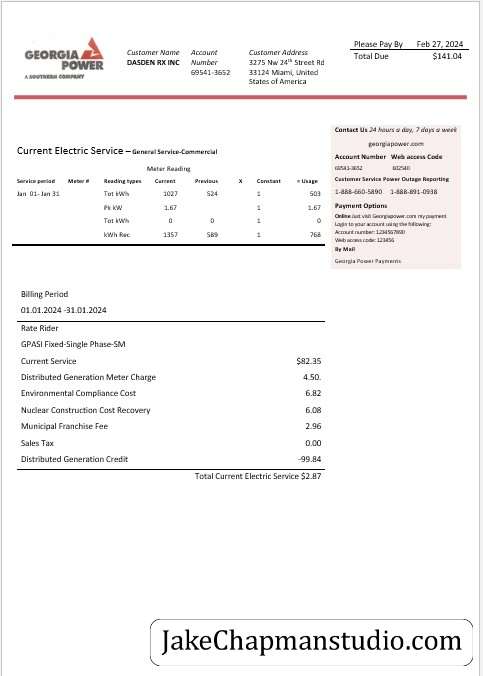 GEORGIA
POWER
A SOUTHERN COMPANY
Customer Name
DASDEN RX INC
Account
Number
69541-3652
Customer Address
3275 Nw 24th Street Rd
33124 Miami, United
States of America
Please Pay By Feb 27, 2024
Total Due $141.04
Contact Us 24 hours a day, 7 days a week
georgiapower.com
Account Number Web access Code
69541-3652 602540
Customer Service Power Outage Reporting
1-888-660-5890 1-888-891-0938
Payment Options
Online Just visit Georgiapower.com my payment
Login to your account using the following:
Account number: 1234567890
Web access code: 123456
By Mail
Georgia Power Payments
Current Electric Service – General Service-Commercial
Meter Reading
Service period Meter # Reading types Current Previous X Constant = Usage
Jan 01- Jan 31 Tot kWh 1027 524 1 503
Pk kW 1.67 1 1.67
Tot kWh 0 0 1 0
kWh Rec 1357 589 1 768
Billing Period
01.01.2024 -31.01.2024
Rate Rider
GPASI Fixed-Single Phase-SM
Current Service $82.35
Distributed Generation Meter Charge 4.50.
Environmental Compliance Cost 6.82
Nuclear Construction Cost Recovery 6.08
Municipal Franchise Fee 2.96
Sales Tax 0.00
Distributed Generation Credit -99.84
Total Current Electric Service $2.87
JakeChapmanstudio.com